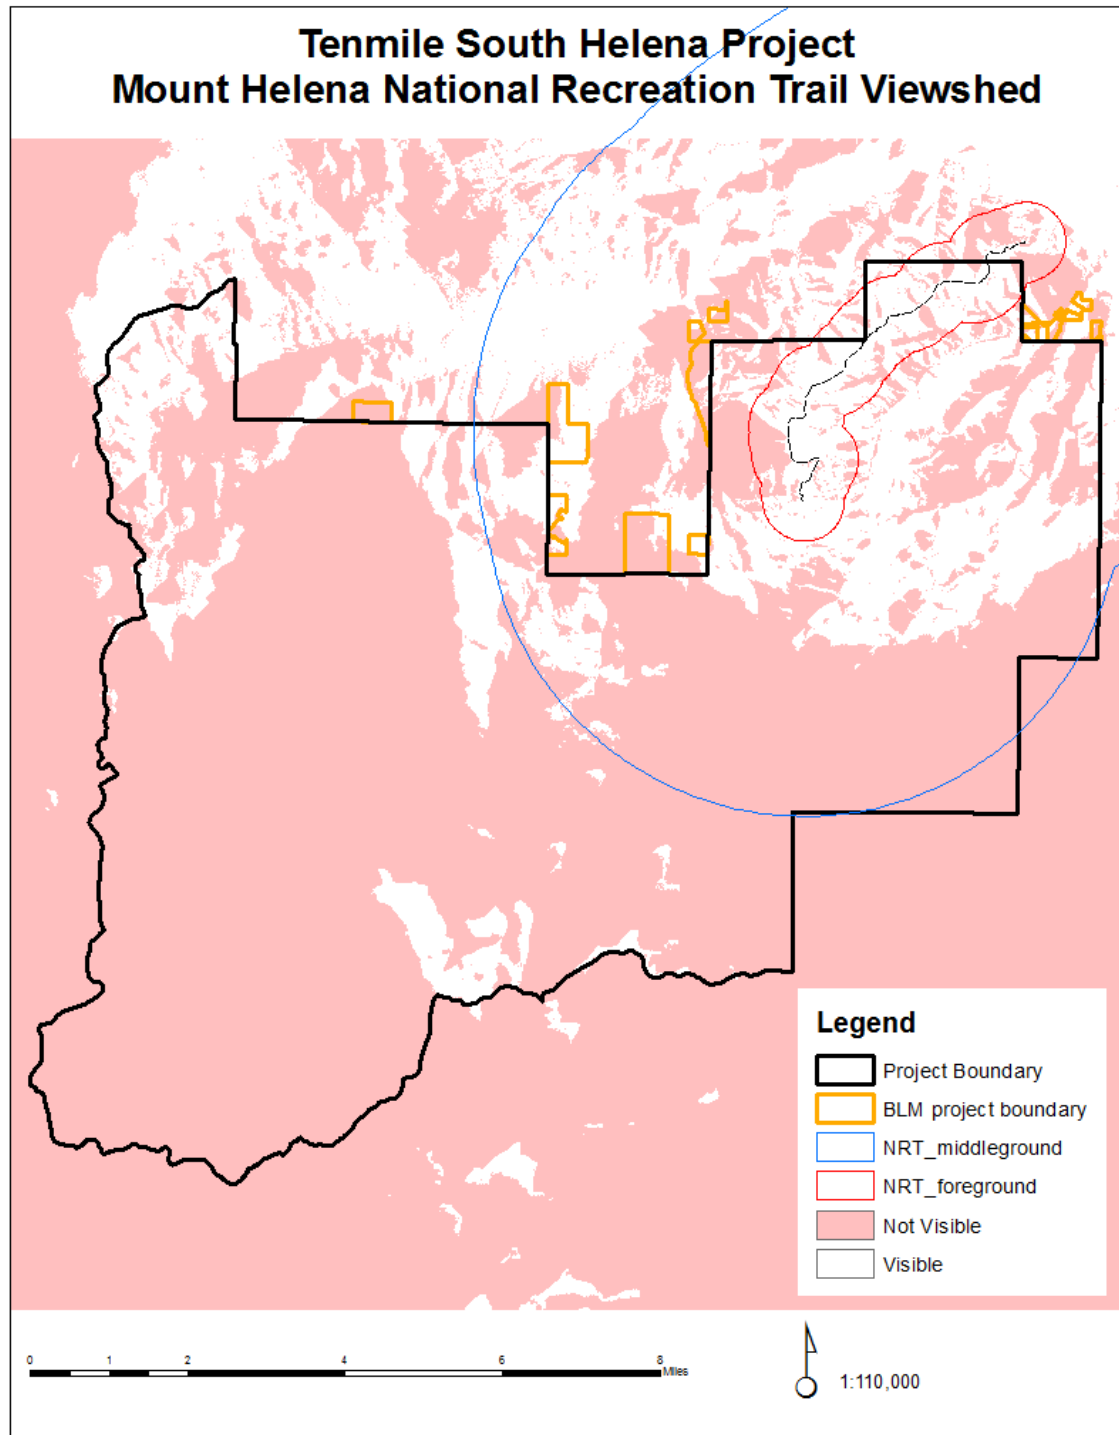 Tenmile South Helena Project
Mount Helena National Recreation Trail Viewshed
Legend
Project Boundary
BLM project boundary
NRT_middleground
NRT_foreground
Not Visible
Visible
0 1 2 4 6 8
Miles
1:110,000